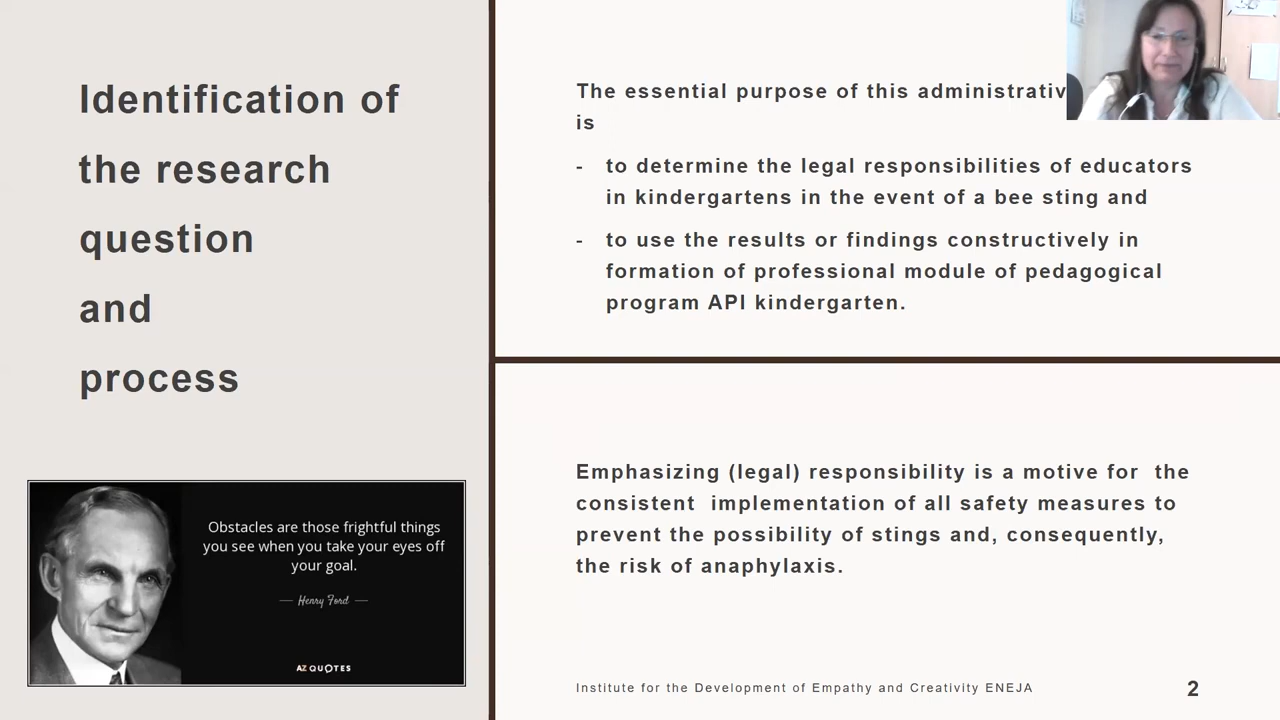 Identification of
the research
question
and
process
The essential purpose of this
is
- to determine the legal responsibilities of educators
in kindergartens in the event of a bee sting and
- to use the results or findings constructively in
formation of professional module of pedagogical
program API kindergarten.
Emphasizing (legal) responsibility is a motive for the
consistent implementation of all safety measures to
prevent the possibility of stings and, consequently,
the risk of anaphylaxis.
Obstacles are those frightful things
you see when you take your eyes off
your goal.
— Henry Ford —
AZ QUOTES
Institute for the Development of Empathy and Creativity ENEJA
2